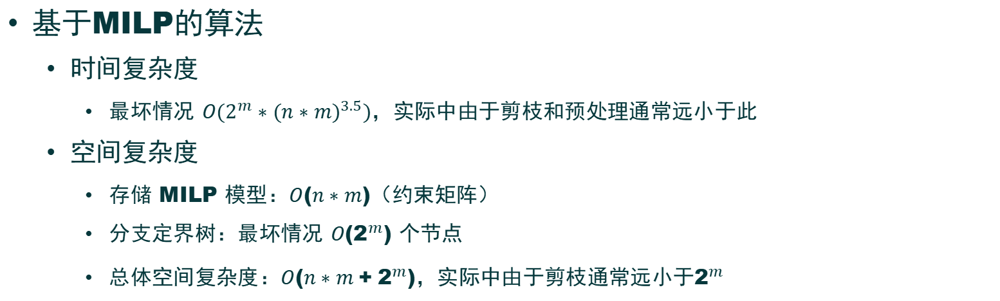 • 基于MILP的算法
• 时间复杂度
• 最坏情况 O(2^m * (n * m)^3.5)，实际中由于剪枝和预处理通常远小于此
• 空间复杂度
• 存储 MILP 模型：O(n * m)（约束矩阵）
• 分支定界树：最坏情况 O(2^m) 个节点
• 总体空间复杂度：O(n * m + 2^m)，实际中由于剪枝通常远小于2^m